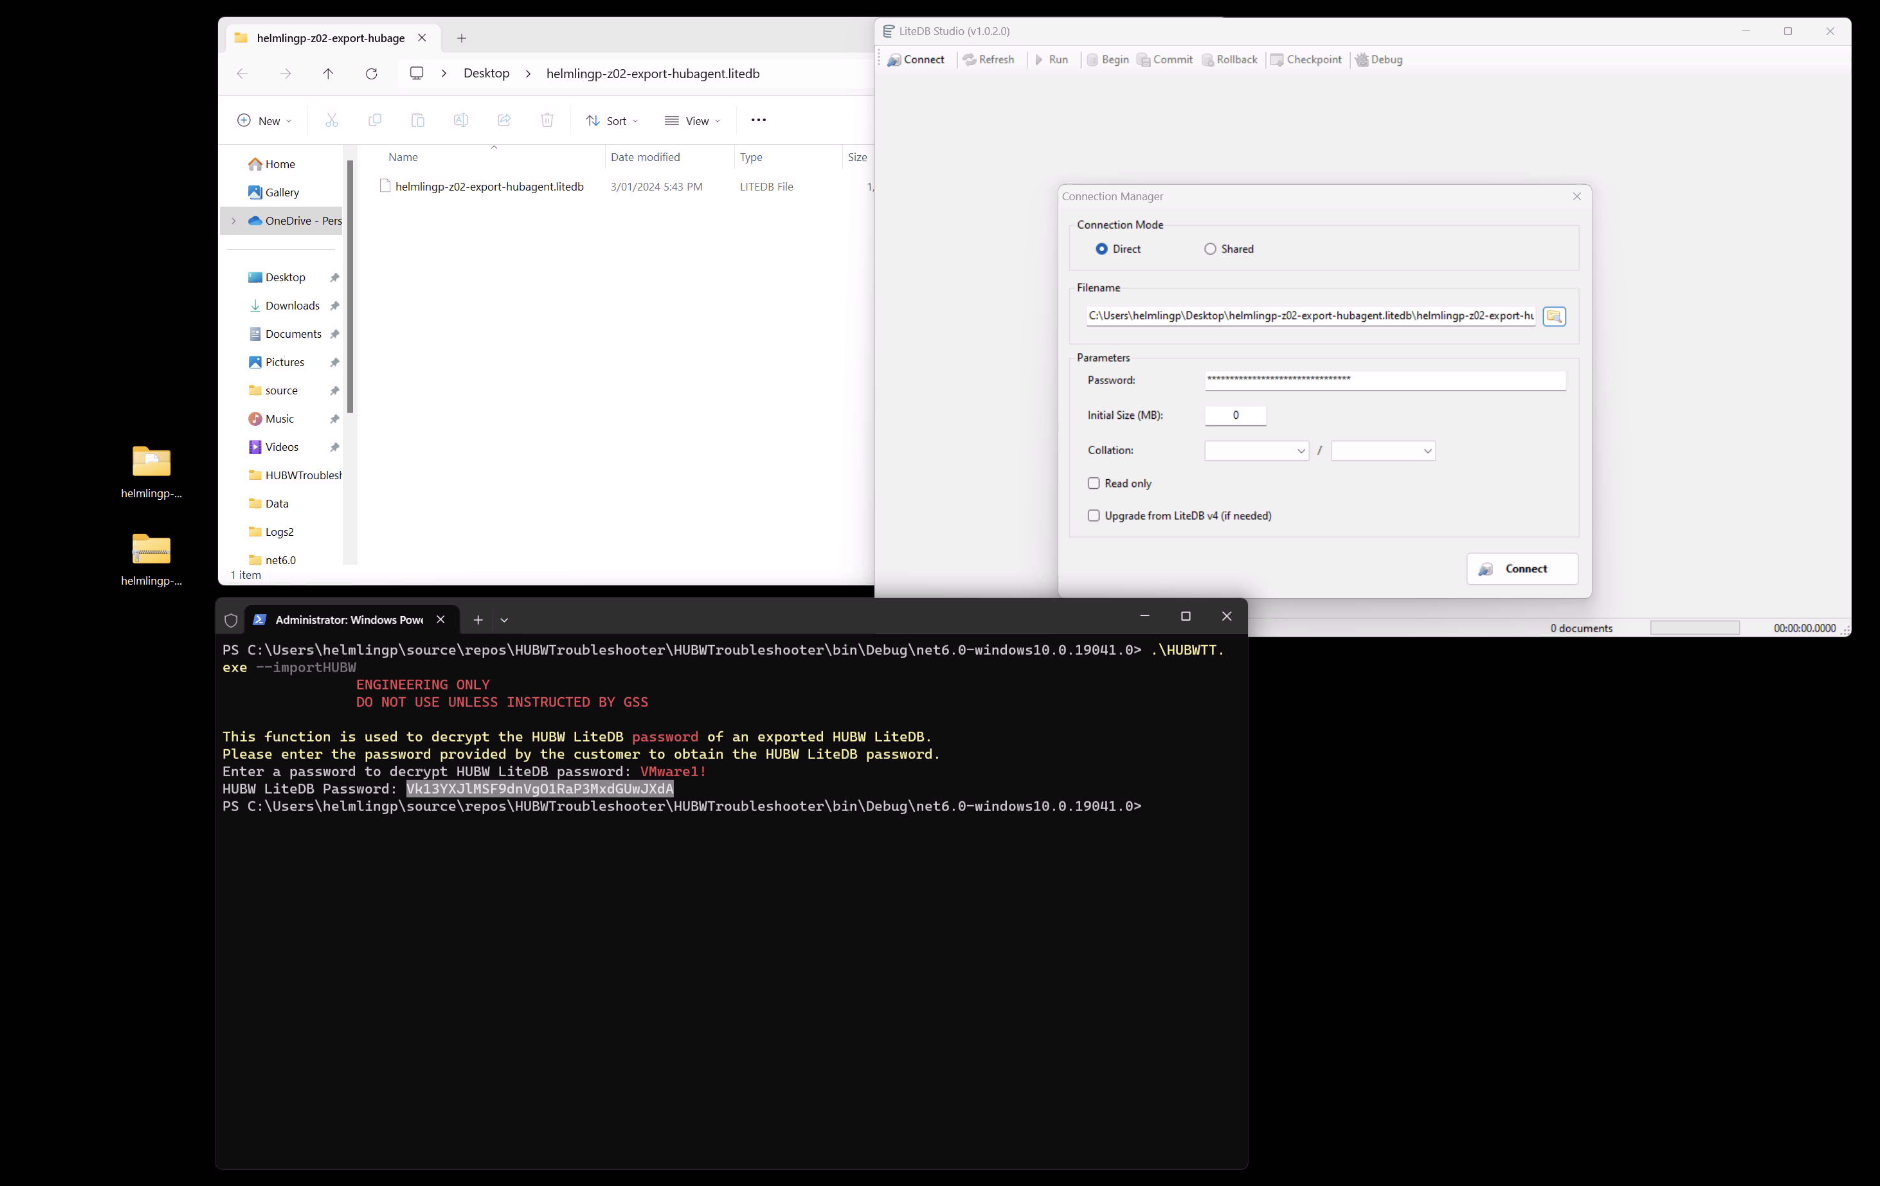 helmlingp-z02-export-hubage
Desktop > helmlingp-z02-export-hubagent.litedb
New Sort View
Name Date modified Type Size
helmlingp-z02-export-hubagent.litedb 3/01/2024 5:43 PM LITEDB File 1,
Home
Gallery
OneDrive - Pers
Desktop
Downloads
Documents
Pictures
source
Music
Videos
HUBWTroublesh
Data
Logs2
net6.0
1 item
helmlingp-...
helmlingp-...
LiteDB Studio (v1.0.2.0)
Connect Refresh Run Begin Commit Rollback Checkpoint Debug
Connection Manager
Connection Mode
Direct Shared
Filename
C:\Users\helmlingp\Desktop\helmlingp-z02-export-hubagent.litedb\helmlingp-z02-export-hu
Parameters
Password: ********************************
Initial Size (MB): 0
Collation: /
Read only
Upgrade from LiteDB v4 (if needed)
Connect
0 documents 00:00:00.0000
Administrator: Windows Powe
PS C:\Users\helmlingp\source\repos\HUBWTroubleshooter\HUBWTroubleshooter\bin\Debug\net6.0-windows10.0.19041.0> .\HUBWTT.
exe --importHUBW
ENGINEERING ONLY
DO NOT USE UNLESS INSTRUCTED BY GSS
This function is used to decrypt the HUBW LiteDB password of an exported HUBW LiteDB.
Please enter the password provided by the customer to obtain the HUBW LiteDB password.
Enter a password to decrypt HUBW LiteDB password: VMware1!
HUBW LiteDB Password: Vk13YXJlMSF9dnVgO1RaP3MxdGUwJXdA
PS C:\Users\helmlingp\source\repos\HUBWTroubleshooter\HUBWTroubleshooter\bin\Debug\net6.0-windows10.0.19041.0>